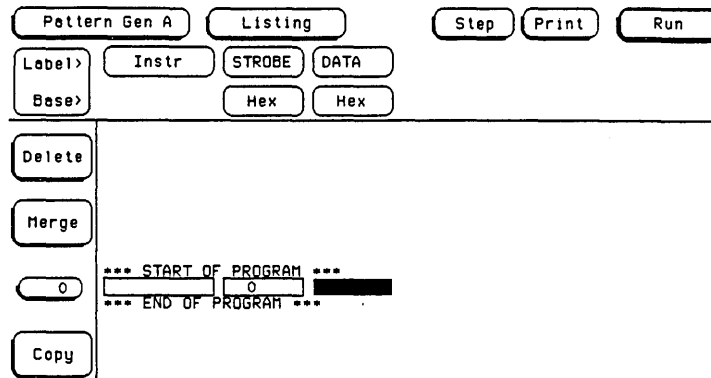 Pattern Gen A Listing Step Print Run
Label> Instr STROBE DATA
Base> Hex Hex
Delete
Merge
*** START OF PROGRAM ***
0 0
*** END OF PROGRAM ***
Copy